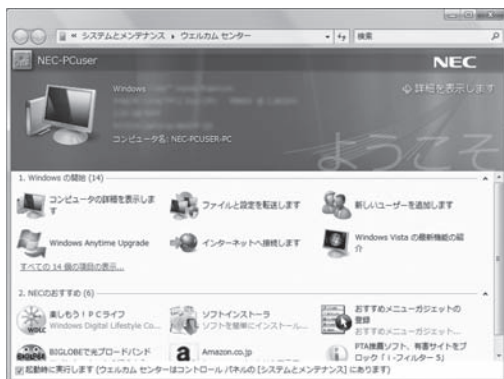 « システムとメンテナンス ▸ ウェルカム センター
検索
NEC-PCuser
NEC
Windows
詳細を表示します
コンピュータ名: NEC-PCUSER-PC
ようこそ
1. Windows の開始 (14)
コンピュータの詳細を表示します
ファイルと設定を転送します
新しいユーザーを追加します
Windows Anytime Upgrade
インターネットへ接続します
Windows Vista の最新機能の紹介
すべての 14 個の項目の表示...
2. NECのおすすめ (6)
楽しもう!PCライフ
Windows Digital Lifestyle Co...
ソフトインストーラ
ソフトを簡単にインストール...
おすすめメニューガジェットの登録
おすすめメニューガジェット...
BIGLOBEで光ブロードバンド
Amazon.co.jp
PTA推薦ソフト、有害サイトをブロック「i-フィルター 5」
起動時に実行します (ウェルカム センターはコントロール パネルの [システムとメンテナンス] にあります)